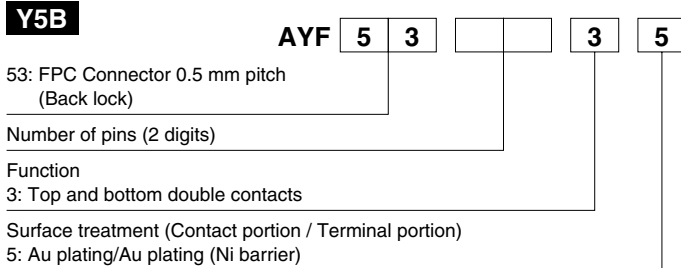 Y5B
AYF 5 3 3 5
53: FPC Connector 0.5 mm pitch
(Back lock)
Number of pins (2 digits)
Function
3: Top and bottom double contacts
Surface treatment (Contact portion / Terminal portion)
5: Au plating/Au plating (Ni barrier)